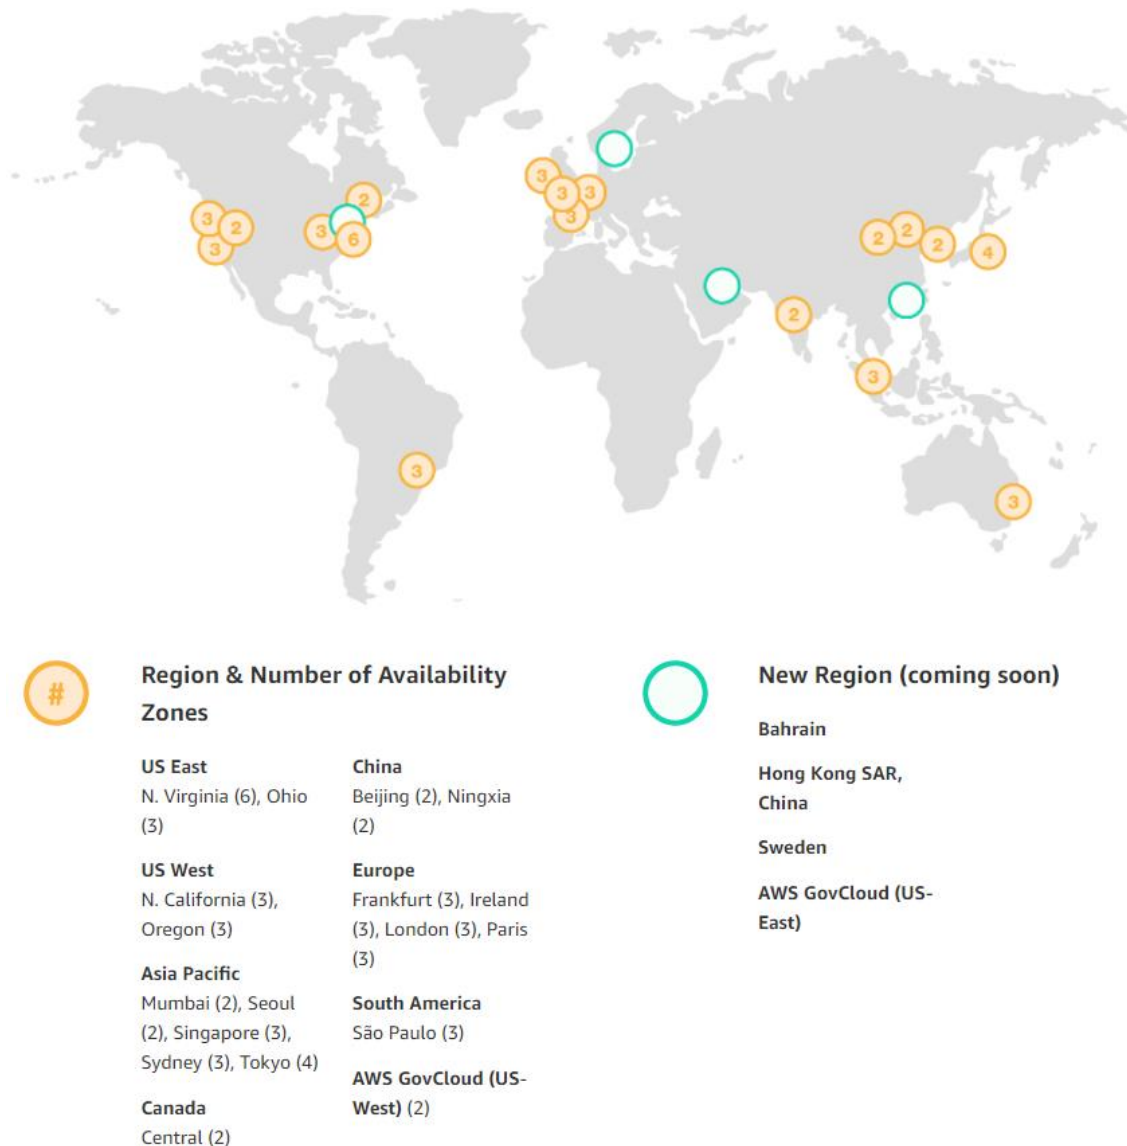 2
3
2
3
3
6
3
3
3
3
3
2
2
2
4
2
3
3
3
#
Region & Number of Availability
Zones
US East
N. Virginia (6), Ohio
(3)
US West
N. California (3),
Oregon (3)
Asia Pacific
Mumbai (2), Seoul
(2), Singapore (3),
Sydney (3), Tokyo (4)
Canada
Central (2)
China
Beijing (2), Ningxia
(2)
Europe
Frankfurt (3), Ireland
(3), London (3), Paris
(3)
South America
São Paulo (3)
AWS GovCloud (US-
West) (2)
New Region (coming soon)
Bahrain
Hong Kong SAR,
China
Sweden
AWS GovCloud (US-
East)